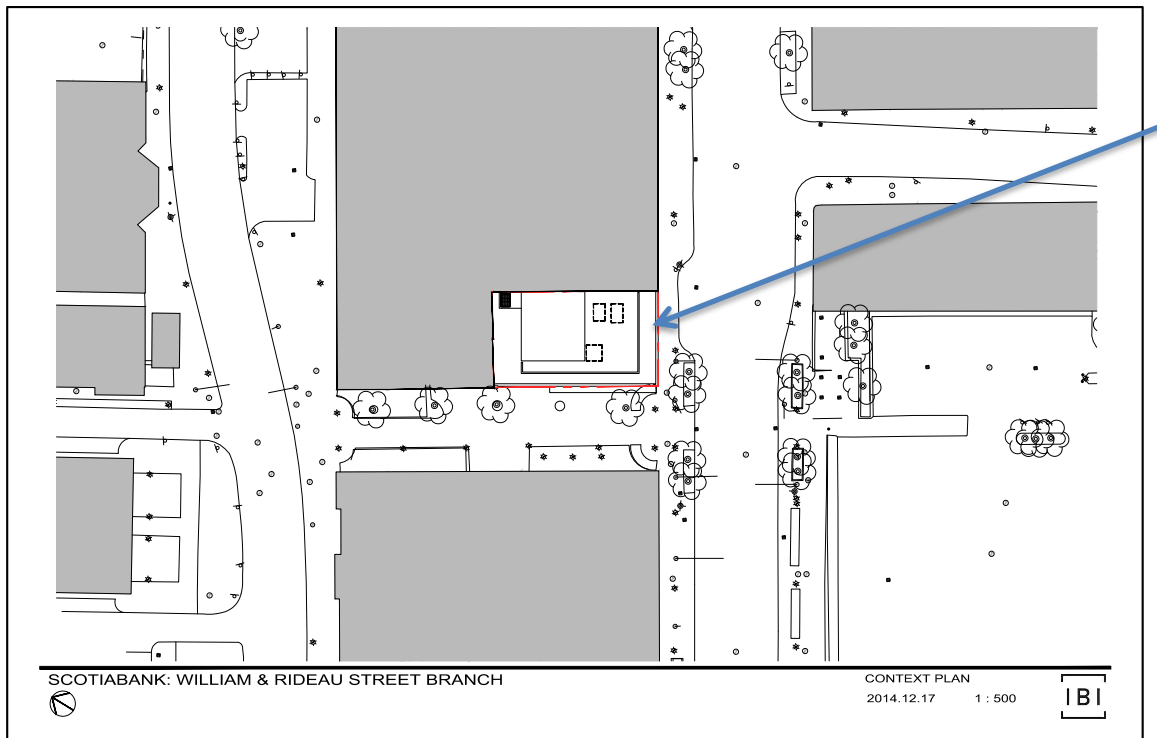 SCOTIABANK: WILLIAM & RIDEAU STREET BRANCH
CONTEXT PLAN
2014.12.17 1 : 500
IBI